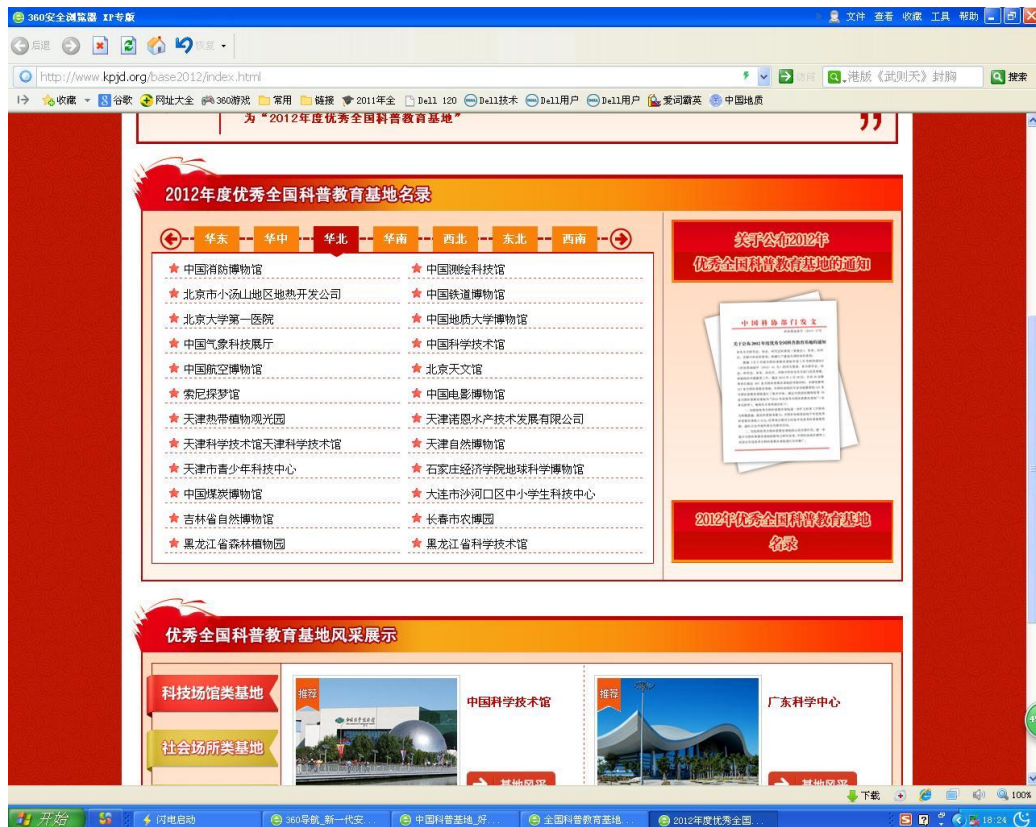 360安全浏览器 XP专版
文件 查看 收藏 工具 帮助
后退 恢复
http://www.kpjd.org/base2012/index.html
访问 港版《武则天》封胸 搜索
收藏 谷歌 网址大全 360游戏 常用 链接 2011年全 Dell 120 Dell技术 Dell用户 Dell用户 爱词霸英 中国地质
为“2012年度优秀全国科普教育基地”
2012年度优秀全国科普教育基地名录
华东 华中 华北 华南 西北 东北 西南
中国消防博物馆 中国测绘科技馆
北京市小汤山地区地热开发公司 中国铁道博物馆
北京大学第一医院 中国地质大学博物馆
中国气象科技展厅 中国科学技术馆
中国航空博物馆 北京天文馆
索尼探梦馆 中国电影博物馆
天津热带植物观光园 天津诺恩水产技术发展有限公司
天津科学技术馆天津科学技术馆 天津自然博物馆
天津市青少年科技中心 石家庄经济学院地球科学博物馆
中国煤炭博物馆 大连市沙河口区中小学生科技中心
吉林省自然博物馆 长春市农博园
黑龙江省森林植物园 黑龙江省科学技术馆
关于公布2012年
优秀全国科普教育基地的通知
中国科协部门发文
关于公布2012年度优秀全国科普教育基地的通知
2012年优秀全国科普教育基地
名录
优秀全国科普教育基地风采展示
科技场馆类基地
社会场所类基地
推荐
中国科学技术馆
基地风采
推荐
广东科学中心
基地风采
下载 100%
开始 闪电启动 360导航_新一代安... 中国科普基地_好... 全国科普教育基地... 2012年度优秀全国... 18:24